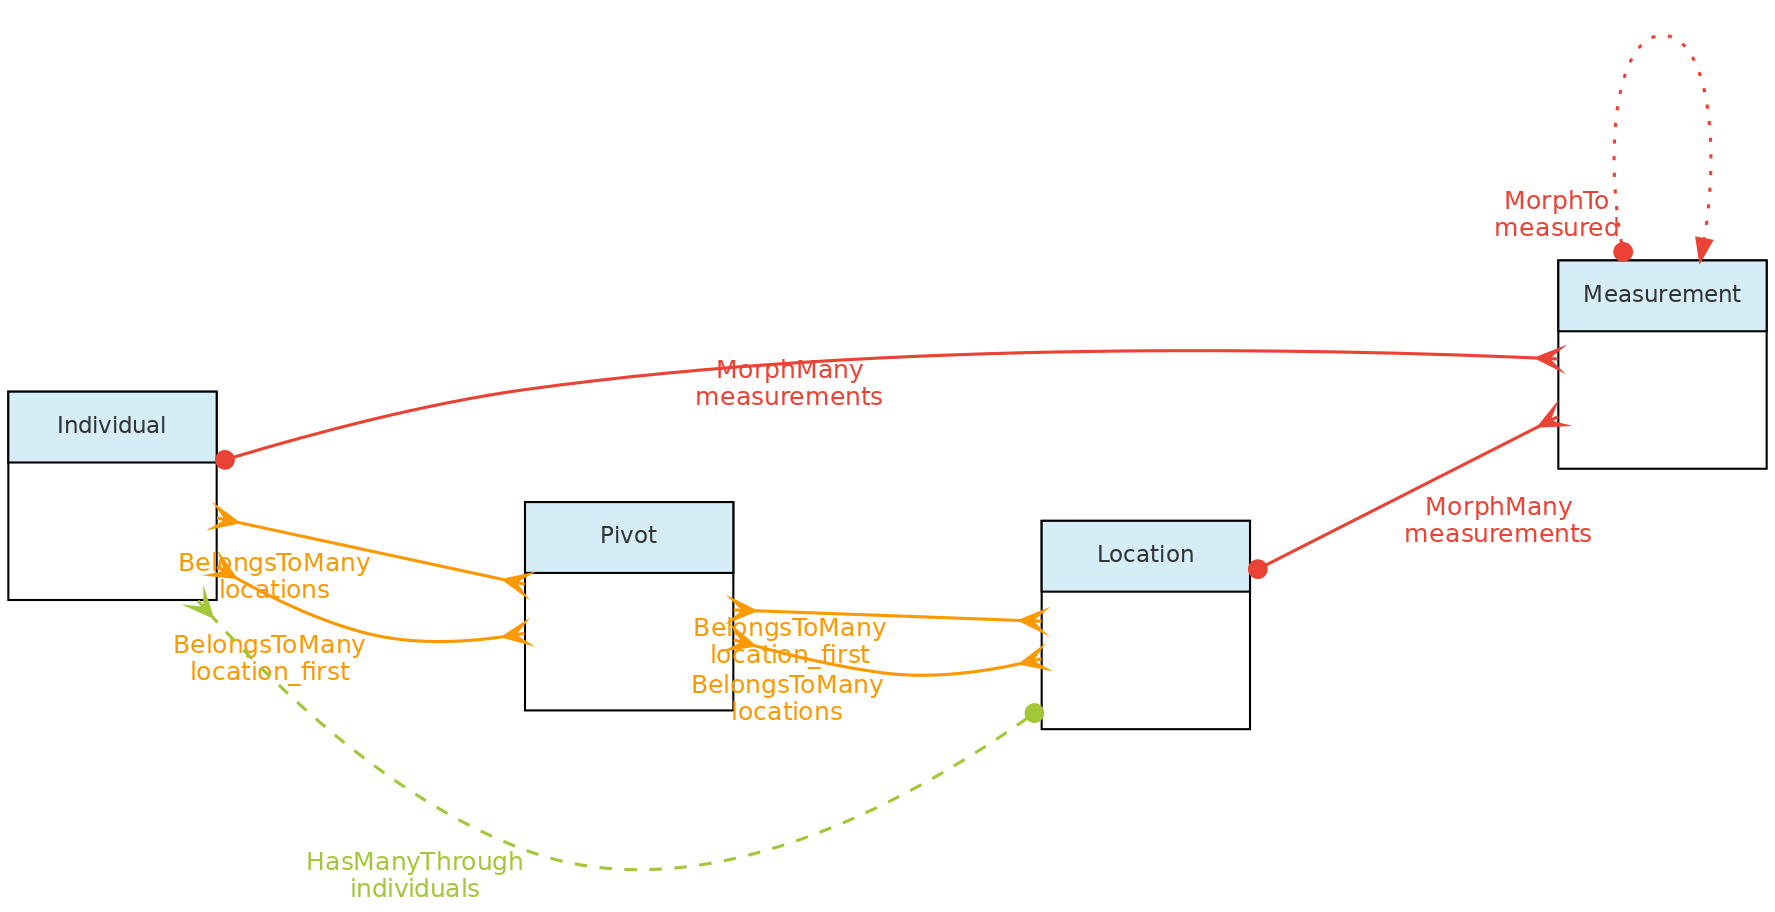 MorphTo
measured
Measurement
MorphMany
measurements
Individual
MorphMany
measurements
Pivot
Location
BelongsToMany
locations
BelongsToMany
location_first
BelongsToMany
location_first
BelongsToMany
locations
HasManyThrough
individuals